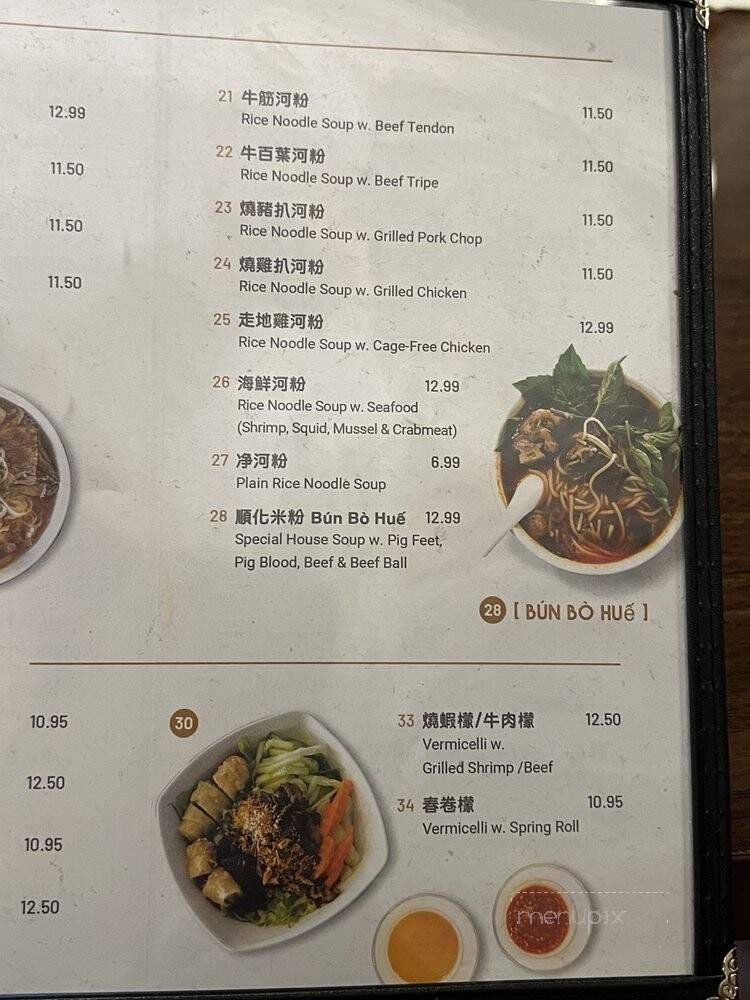 12.99
11.50
11.50
11.50
21 牛筋河粉
Rice Noodle Soup w. Beef Tendon 11.50
22 牛百葉河粉
Rice Noodle Soup w. Beef Tripe 11.50
23 燒豬扒河粉
Rice Noodle Soup w. Grilled Pork Chop 11.50
24 燒雞扒河粉
Rice Noodle Soup w. Grilled Chicken 11.50
25 走地雞河粉
Rice Noodle Soup w. Cage-Free Chicken 12.99
26 海鮮河粉 12.99
Rice Noodle Soup w. Seafood
(Shrimp, Squid, Mussel & Crabmeat)
27 净河粉 6.99
Plain Rice Noodle Soup
28 順化米粉 Bún Bò Huế 12.99
Special House Soup w. Pig Feet,
Pig Blood, Beef & Beef Ball
28 [ BÚN BÒ HUế ]
10.95
12.50
10.95
12.50
30
33 燒蝦檬/牛肉檬 12.50
Vermicelli w.
Grilled Shrimp /Beef
34 春卷檬 10.95
Vermicelli w. Spring Roll
menupix